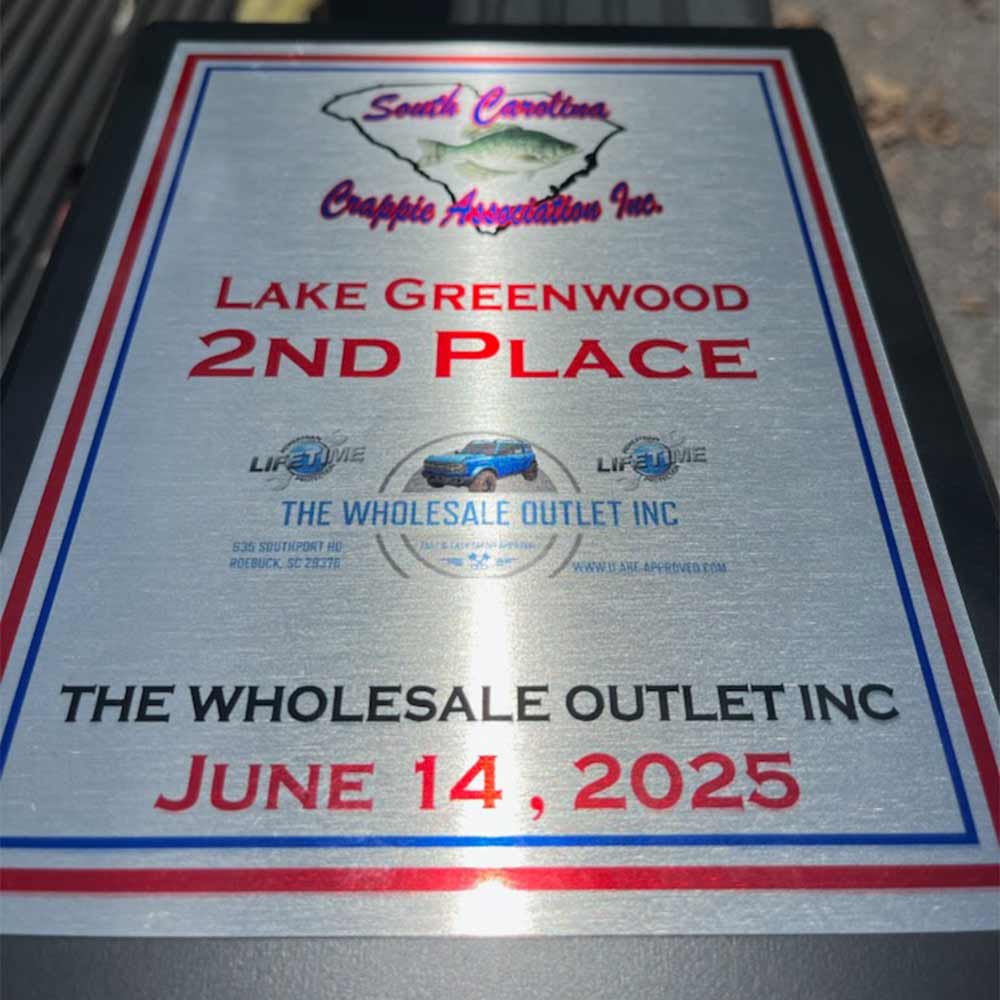 South Carolina
Crappie Association Inc.
LAKE GREENWOOD
2ND PLACE
LIFETIME
LIFETIME
THE WHOLESALE OUTLET INC
635 SOUTHPORT RD
ROEBUCK, SC 29376
WWW.U-ARE-APPROVED.COM
THE WHOLESALE OUTLET INC
JUNE 14, 2025